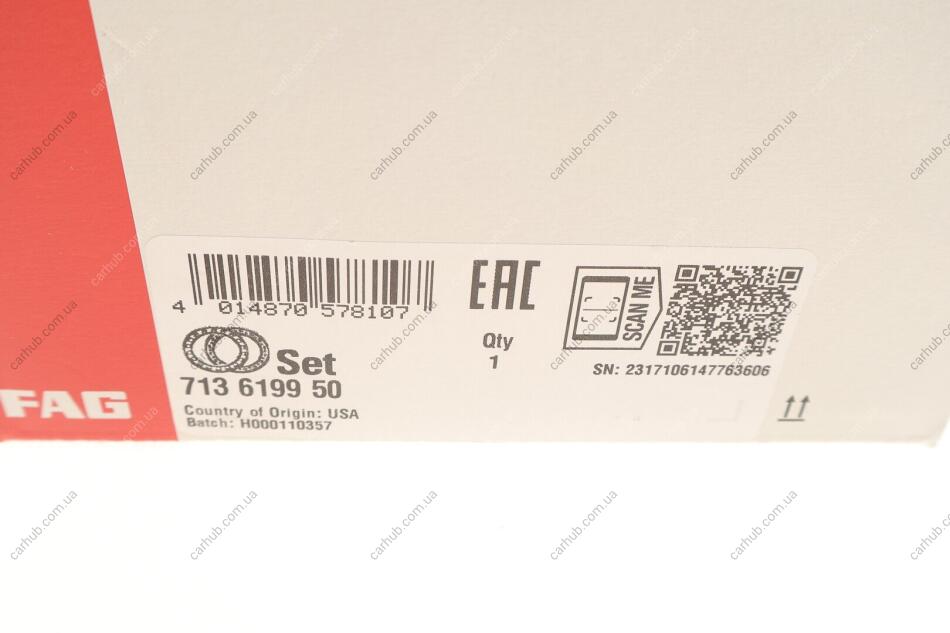 FAG
4 014870 578107
EAC
Qty
1
SCAN ME
SN: 2317106147763606
Set
713 6199 50
Country of Origin: USA
Batch: H000110357
carhub.com.ua